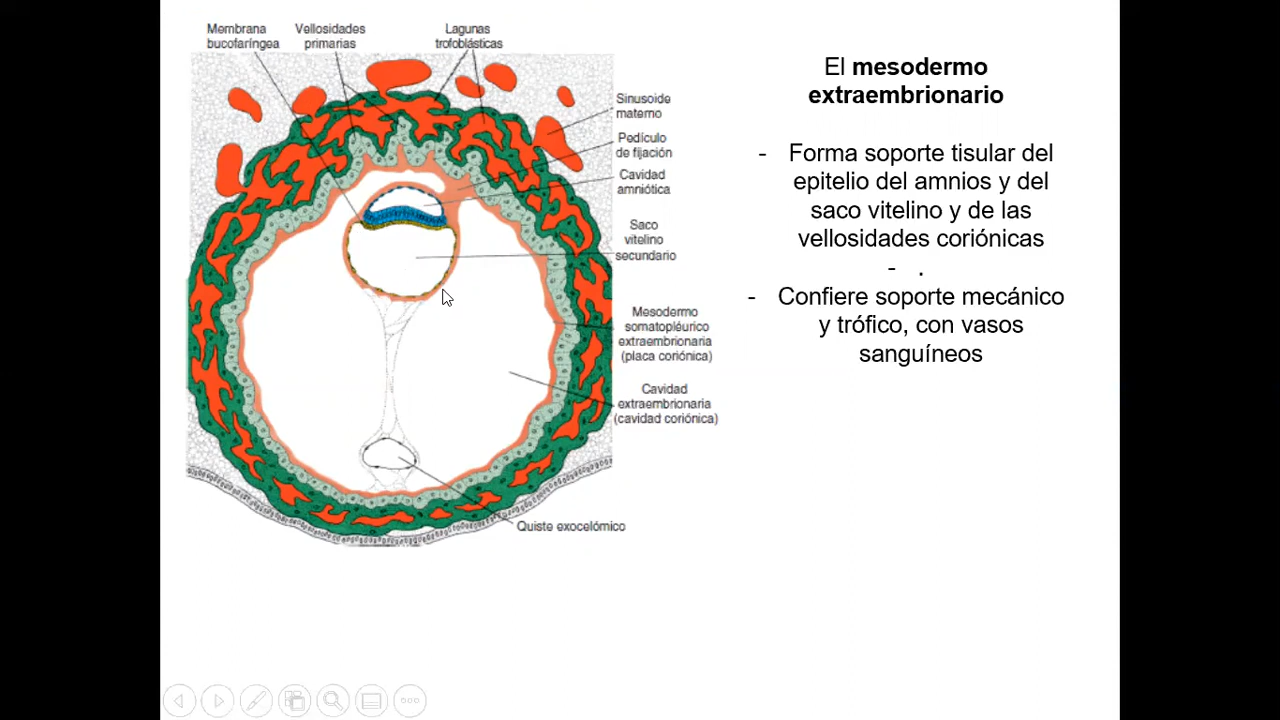 Membrana
bucofaríngea
Vellosidades
primarias
Lagunas
trofoblásticas
Sinusoide
materno
Pedículo
de fijación
Cavidad
amniótica
Saco
vitelino
secundario
Mesodermo
somatopléurico
extraembrionaria
(placa coriónica)
Cavidad
extraembrionaria
(cavidad coriónica)
Quiste exocelómico
El mesodermo
extraembrionario
- Forma soporte tisular del
epitelio del amnios y del
saco vitelino y de las
vellosidades coriónicas
- .
- Confiere soporte mecánico
y trófico, con vasos
sanguíneos